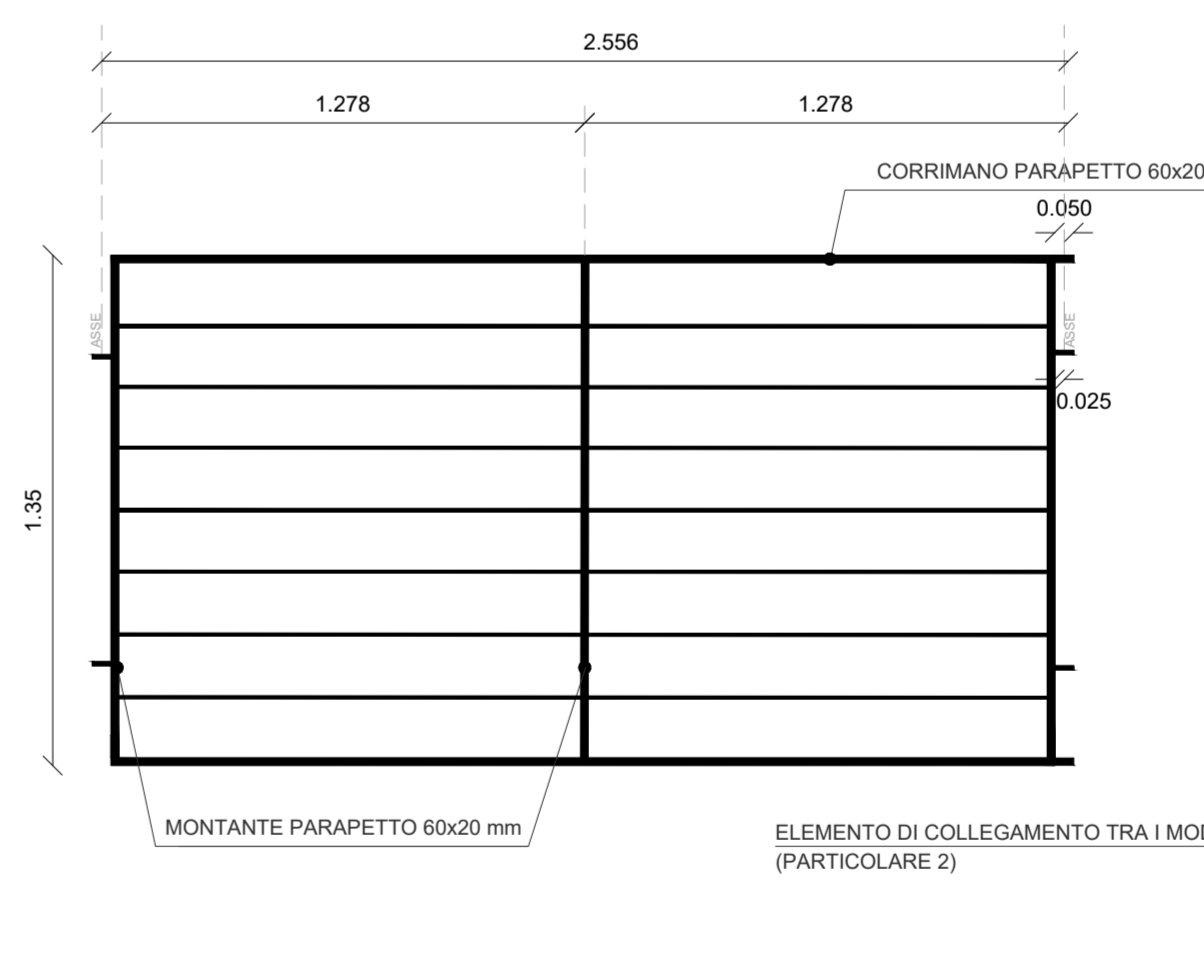 2.556
1.278
1.278
CORRIMANO PARAPETTO 60x20
0.050
ASSE
ASSE
0.025
1.35
MONTANTE PARAPETTO 60x20 mm
ELEMENTO DI COLLEGAMENTO TRA I
(PARTICOLARE 2)